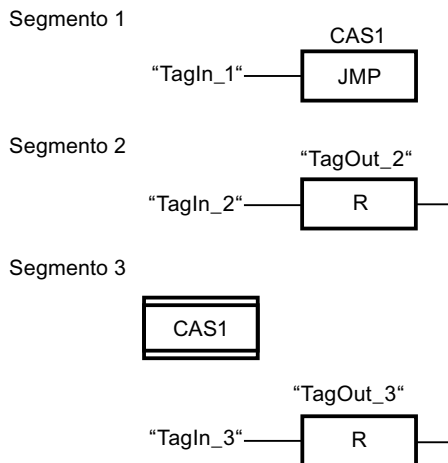 Segmento 1
CAS1
“TagIn_1“ JMP
Segmento 2
“TagOut_2“
“TagIn_2“ R
Segmento 3
CAS1
“TagOut_3“
“TagIn_3“ R